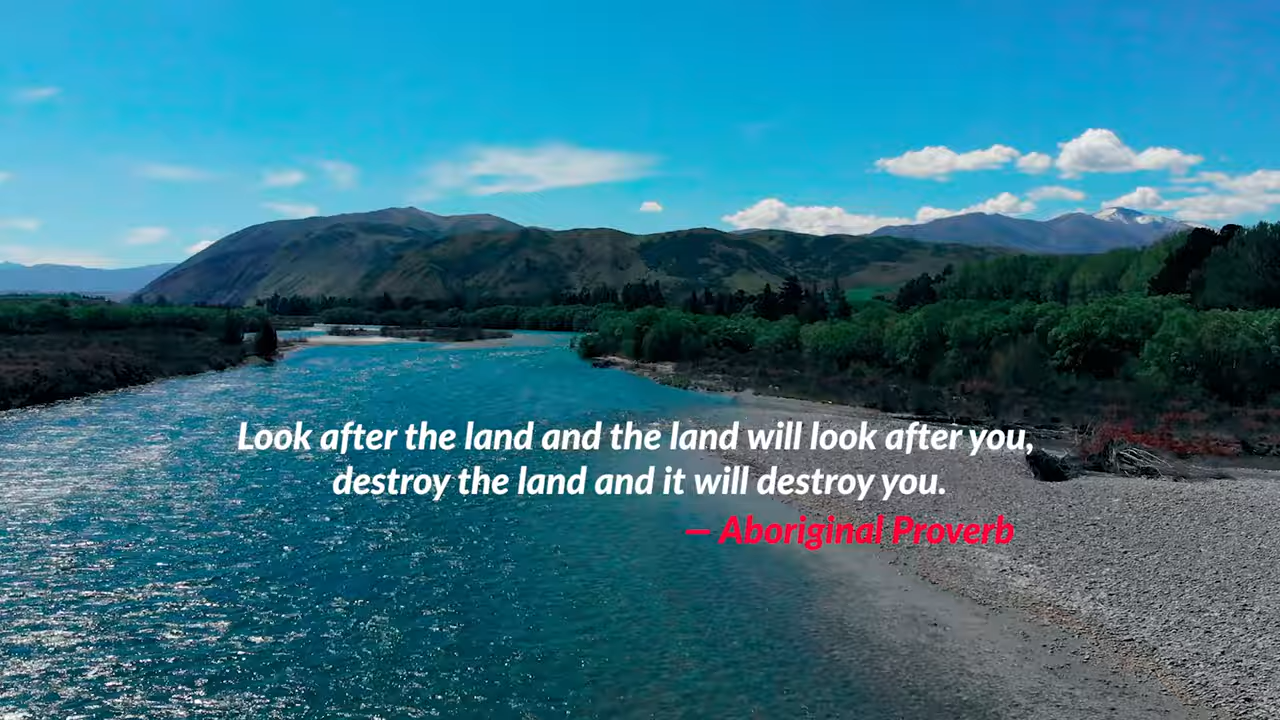 Look after the land and the land will look after you,
destroy the land and it will destroy you.
— Aboriginal Proverb